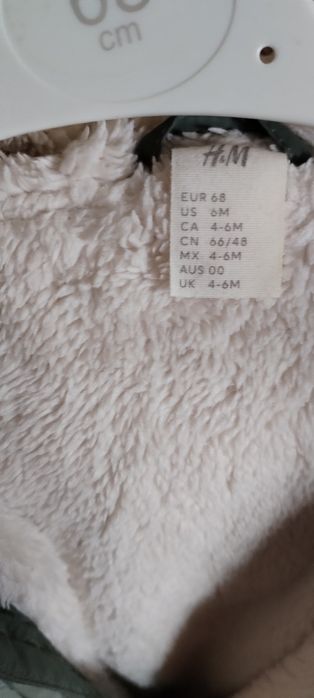 cm
H&M
EUR 68
US 6M
CA 4-6M
CN 66/48
MX 4-6M
AUS 00
UK 4-6M